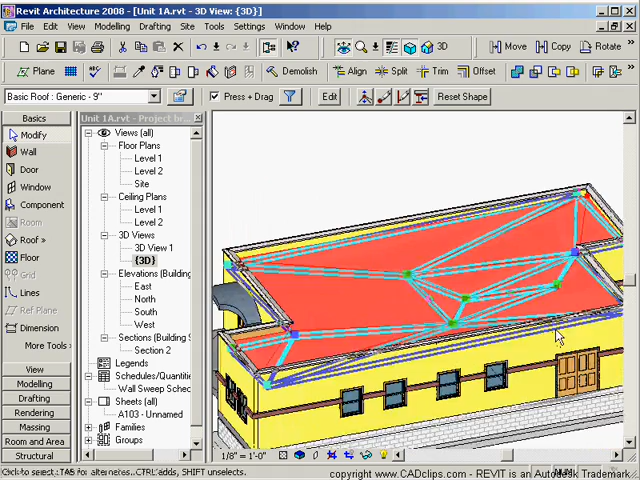 Revit Architecture 2008 - [Unit 1A.rvt - 3D View: {3D}]
File Edit View Modelling Drafting Site Tools Settings Window Help
3D Move Copy Rotate
Plane Demolish Align Split Trim Offset
Basic Roof : Generic - 9" Press + Drag Edit Reset Shape
Basics
Modify
Wall
Door
Window
Component
Room
Roof »
Floor
Grid
Lines
Ref Plane
Dimension
More Tools
View
Modelling
Drafting
Rendering
Massing
Room and Area
Structural
Unit 1A.rvt - Project b
Views (all)
Floor Plans
Level 1
Level 2
Site
Ceiling Plans
Level 1
Level 2
3D Views
3D View 1
{3D}
Elevations (Building
East
North
South
West
Sections (Building
Section 2
Legends
Schedules/Quantitie
Wall Sweep Sched
Sheets (all)
A103 - Unnamed
Families
Groups
1/8" = 1'-0"
Click to select, TAB for alternates, CTRL adds, SHIFT unselects.
copyright www.CADclips.com - REVIT is an Autodesk Trademark